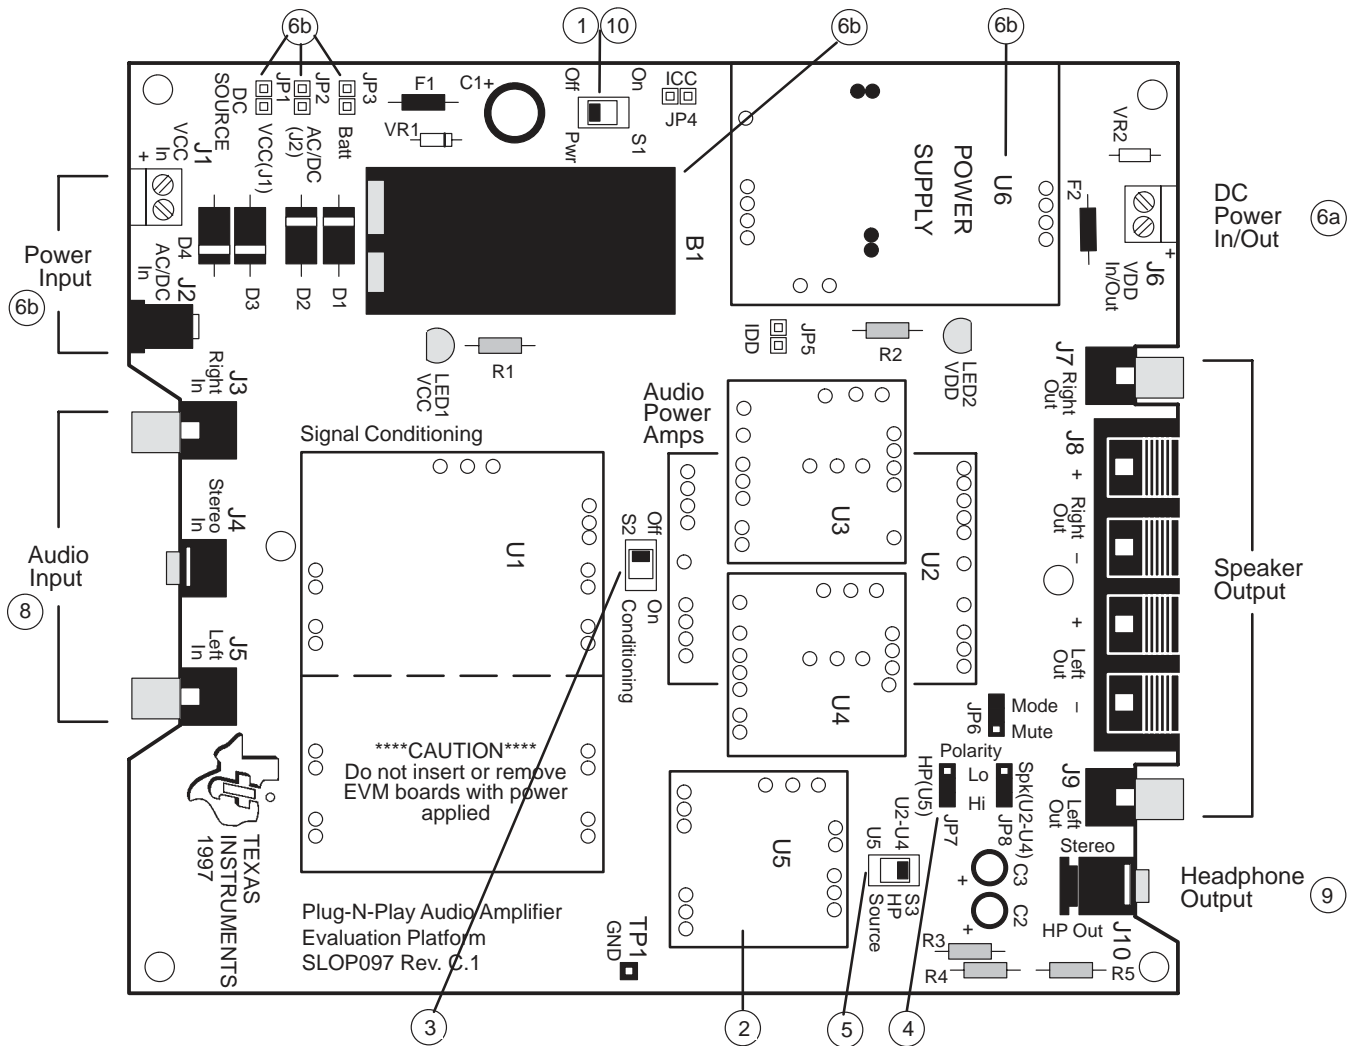 6b
1
10
6b
6b
DC
SOURCE
JP1
JP2
JP3
VCC(J1)
AC/DC
(J2)
Batt
F1
VR1
C1+
Off
On
Pwr
S1
ICC
JP4
POWER
SUPPLY
U6
VR2
F2
J1
VCC
In
+
Power
Input
6b
D4
AC/DC
In
J2
D3
D2
D1
B1
DC
Power
In/Out
6a
+
J6
VDD
In/Out
LED1
VCC
R1
IDD
JP5
R2
LED2
VDD
J3
Right
In
J7
Right
Out
Audio
Power
Amps
Signal Conditioning
Audio
Input
8
Stereo
In
J4
J5
Left
In
U1
S2
Off
On
Conditioning
U3
U2
U4
J8
+
Right
Out
–
+
Left
Out
–
Speaker
Output
JP6
Mode
Mute
Polarity
Lo
Hi
HP(U5)
JP7
Spk(U2-U4)
JP8
J9
Left
Out
****CAUTION****
Do not insert or remove
EVM boards with power
applied
TEXAS
INSTRUMENTS
1997
U5
U5
U2-U4
S3
HP
Source
+
C3
C2
+
Stereo
HP Out
J10
Headphone
Output
9
Plug-N-Play Audio Amplifier
Evaluation Platform
SLOP097 Rev. C.1
TP1
GND
R3
R4
R5
3
2
5
4